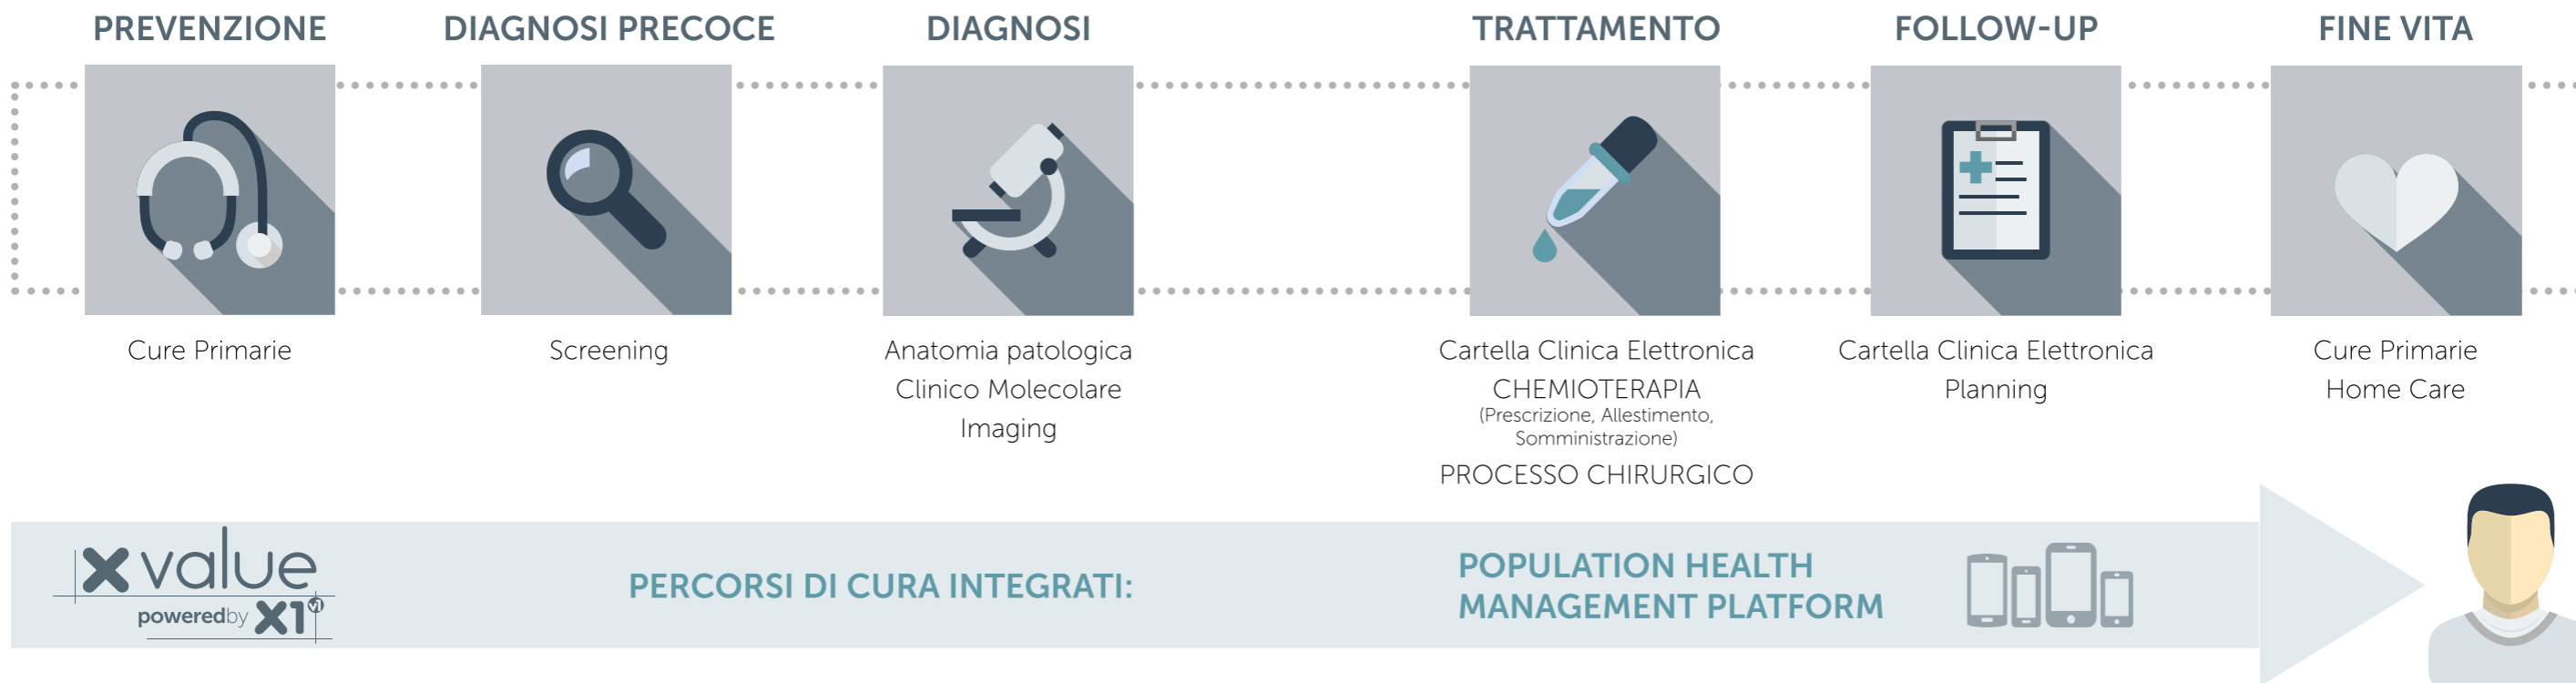 PREVENZIONE
DIAGNOSI PRECOCE
DIAGNOSI
TRATTAMENTO
FOLLOW-UP
FINE VITA
Cure Primarie
Screening
Anatomia patologica
Clinico Molecolare
Imaging
Cartella Clinica Elettronica
CHEMIOTERAPIA
(Prescrizione, Allestimento,
Somministrazione)
PROCESSO CHIRURGICO
Cartella Clinica Elettronica
Planning
Cure Primarie
Home Care
x value
poweredby X1
PERCORSI DI CURA INTEGRATI:
POPULATION HEALTH
MANAGEMENT PLATFORM